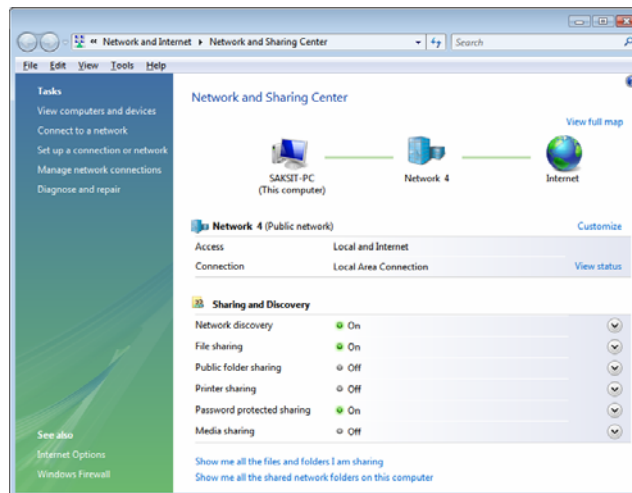 Network and Internet Network and Sharing Center
Search
File Edit View Tools Help
Tasks
View computers and devices
Connect to a network
Set up a connection or network
Manage network connections
Diagnose and repair
See also
Internet Options
Windows Firewall
Network and Sharing Center
View full map
SAKSIT-PC
(This computer)
Network 4
Internet
Network 4 (Public network) Customize
Access Local and Internet
Connection Local Area Connection View status
Sharing and Discovery
Network discovery On
File sharing On
Public folder sharing Off
Printer sharing Off
Password protected sharing On
Media sharing Off
Show me all the files and folders I am sharing
Show me all the shared network folders on this computer